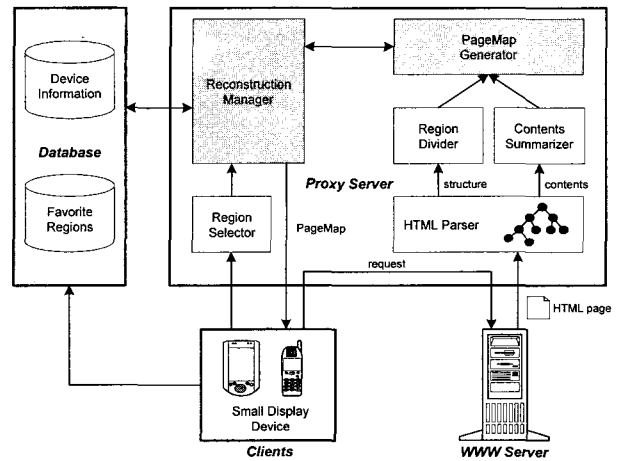 PageMap
Generator
Device
Information
Reconstruction
Manager
Region
Divider
Contents
Summarizer
Database
Proxy Server
structure
contents
Favorite
Regions
Region
Selector
PageMap
HTML Parser
request
HTML page
Small Display
Device
Clients
WWW Server